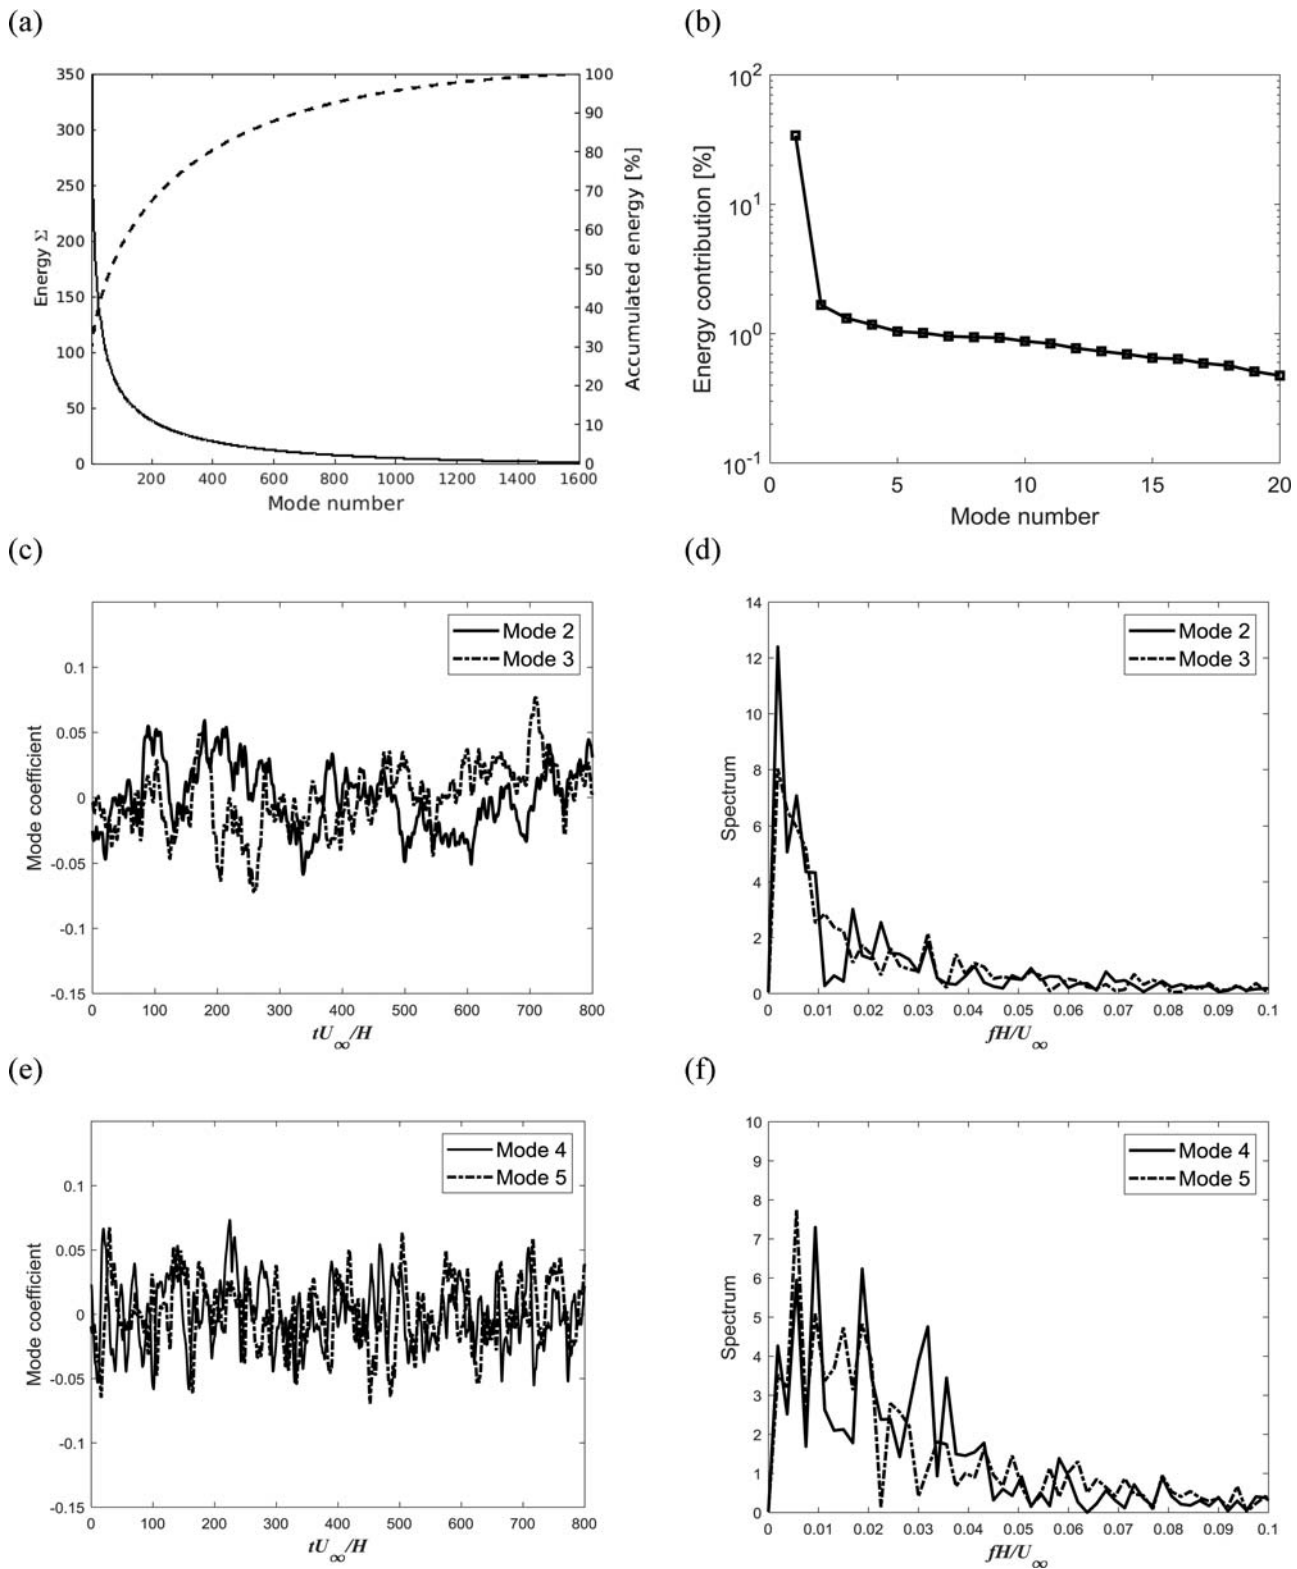 (a)
(b)
350
300
250
200
150
100
50
0
Energy Σ
100
90
80
70
60
50
40
30
20
10
0
Accumulated energy [%]
200 400 600 800 1000 1200 1400 1600
Mode number
10^2
10^1
10^0
10^-1
Energy contribution [%]
0 5 10 15 20
Mode number
(c)
(d)
0.1
0.05
0
-0.05
-0.1
-0.15
Mode coefficient
Mode 2
Mode 3
0 100 200 300 400 500 600 700 800
tU∞/H
14
12
10
8
6
4
2
0
Spectrum
Mode 2
Mode 3
0 0.01 0.02 0.03 0.04 0.05 0.06 0.07 0.08 0.09 0.1
fH/U∞
(e)
(f)
0.1
0.05
0
-0.05
-0.1
-0.15
Mode coefficient
Mode 4
Mode 5
0 100 200 300 400 500 600 700 800
tU∞/H
10
9
8
7
6
5
4
3
2
1
0
Spectrum
Mode 4
Mode 5
0 0.01 0.02 0.03 0.04 0.05 0.06 0.07 0.08 0.09 0.1
fH/U∞